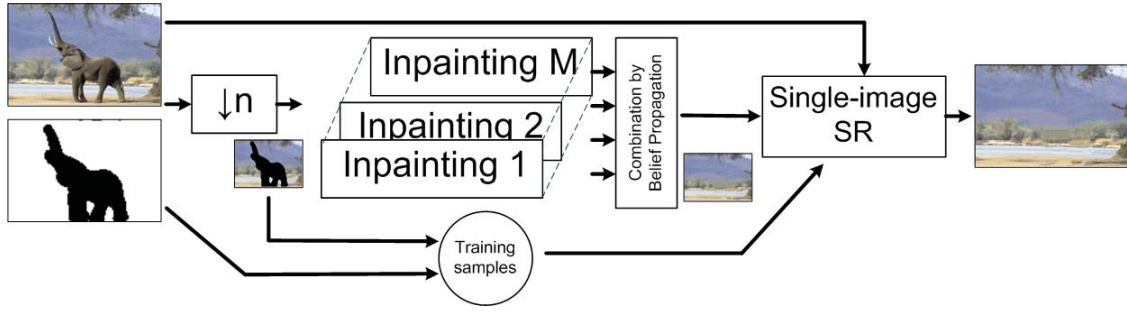 ↓n
Inpainting M
Inpainting 2
Inpainting 1
Combination by
Belief Propagation
Single-image
SR
Training
samples